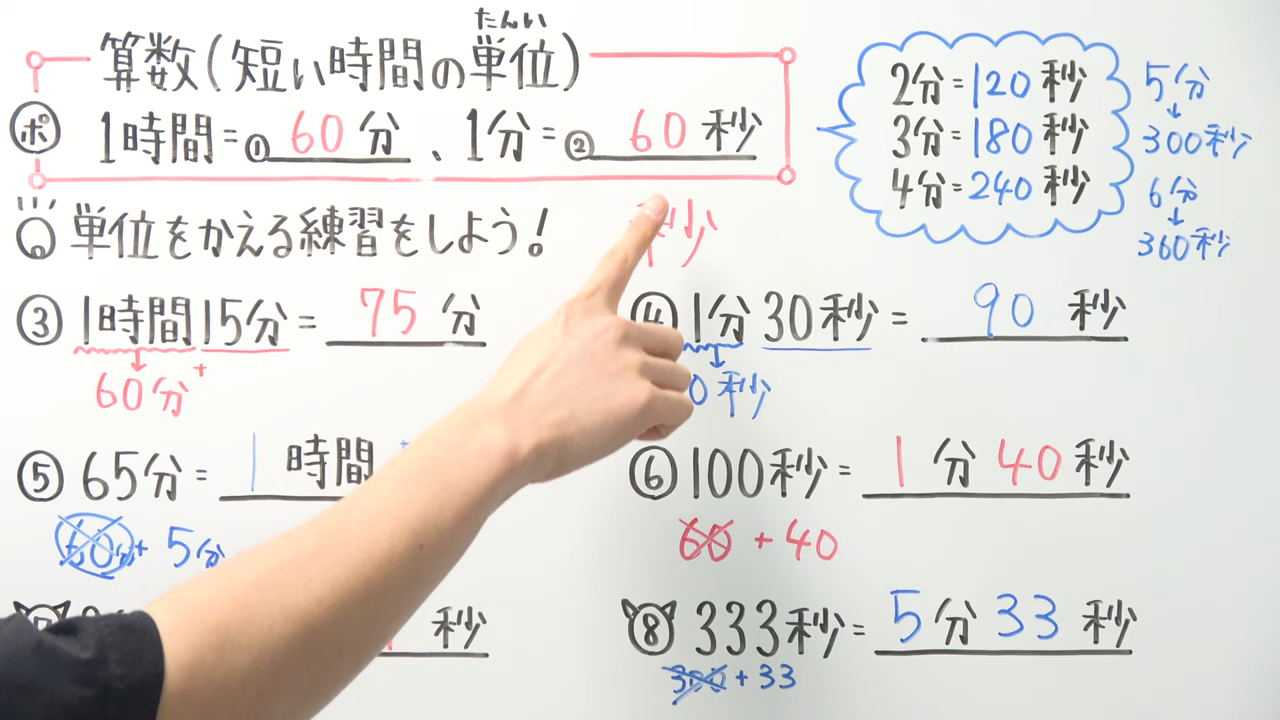 たんい
算数(短い時間の単位)
ポ 1時間=① 60 分、1分=② 60 秒
2分=120秒
3分=180秒
4分=240秒
5分
↓
300秒
6分
↓
360秒
単位をかえる練習をしよう!
秒
③ 1時間15分= 75 分
60分 +
④ 1分30秒= 90 秒
0秒
⑤ 65分= 1 時間
60分+5分
⑥ 100秒= 1 分 40 秒
60+40
秒
⑧ 333秒= 5 分 33 秒
300+33